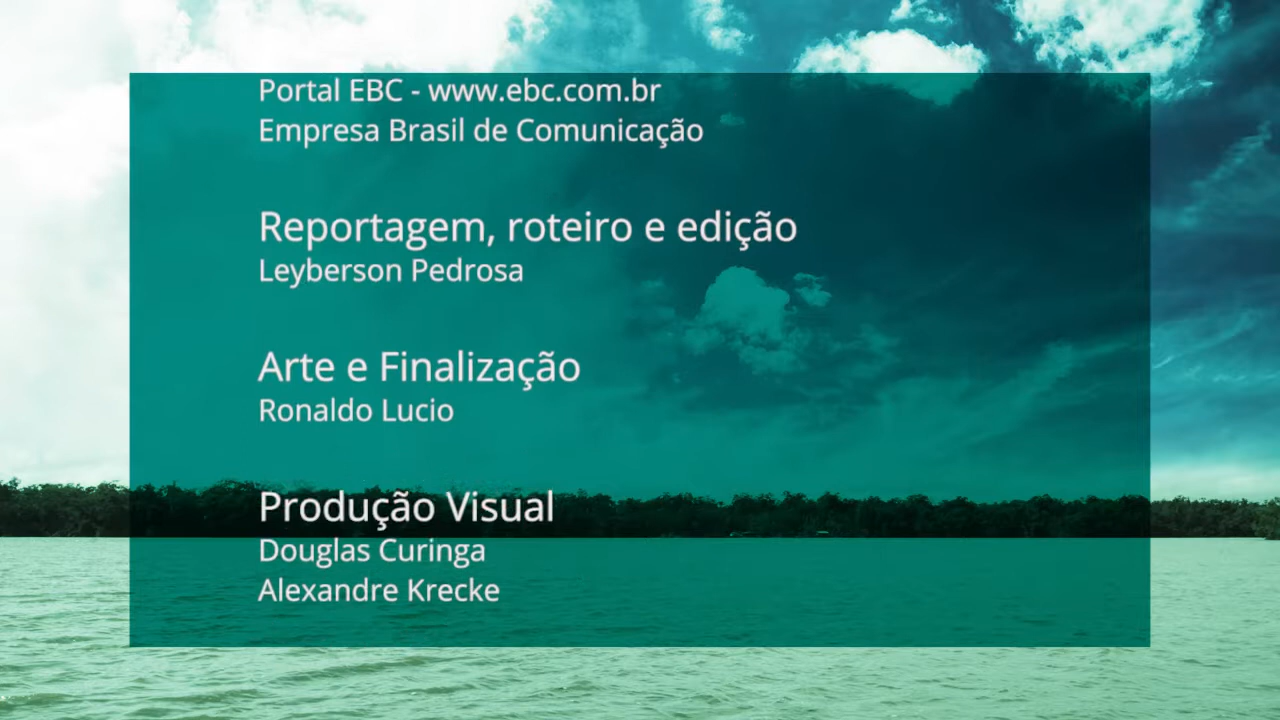 Portal EBC - www.ebc.com.br
Empresa Brasil de Comunicação
Reportagem, roteiro e edição
Leyberson Pedrosa
Arte e Finalização
Ronaldo Lucio
Produção Visual
Douglas Curinga
Alexandre Krecke